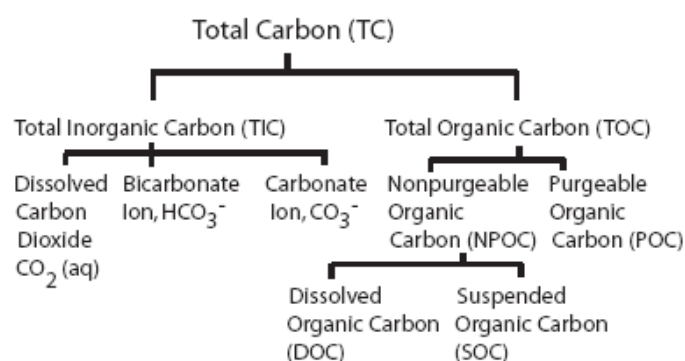 Total Carbon (TC)
Total Inorganic Carbon (TIC)
Total Organic Carbon (TOC)
Dissolved
Carbon
Dioxide
CO₂ (aq)
Bicarbonate
Ion, HCO₃⁻
Carbonate
Ion, CO₃⁻
Nonpurgeable
Organic
Carbon (NPOC)
Purgeable
Organic
Carbon (POC)
Dissolved
Organic Carbon
(DOC)
Suspended
Organic Carbon
(SOC)